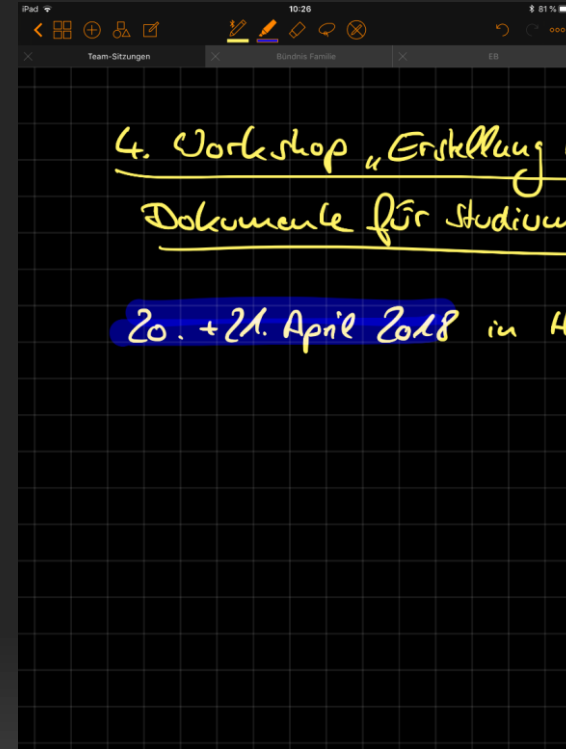 iPad 10:26 81 %
Team-Sitzungen Bündnis Familie EB
4. Workshop „Erstellung
Dokumente für Studium
20. + 21. April 2018 in H